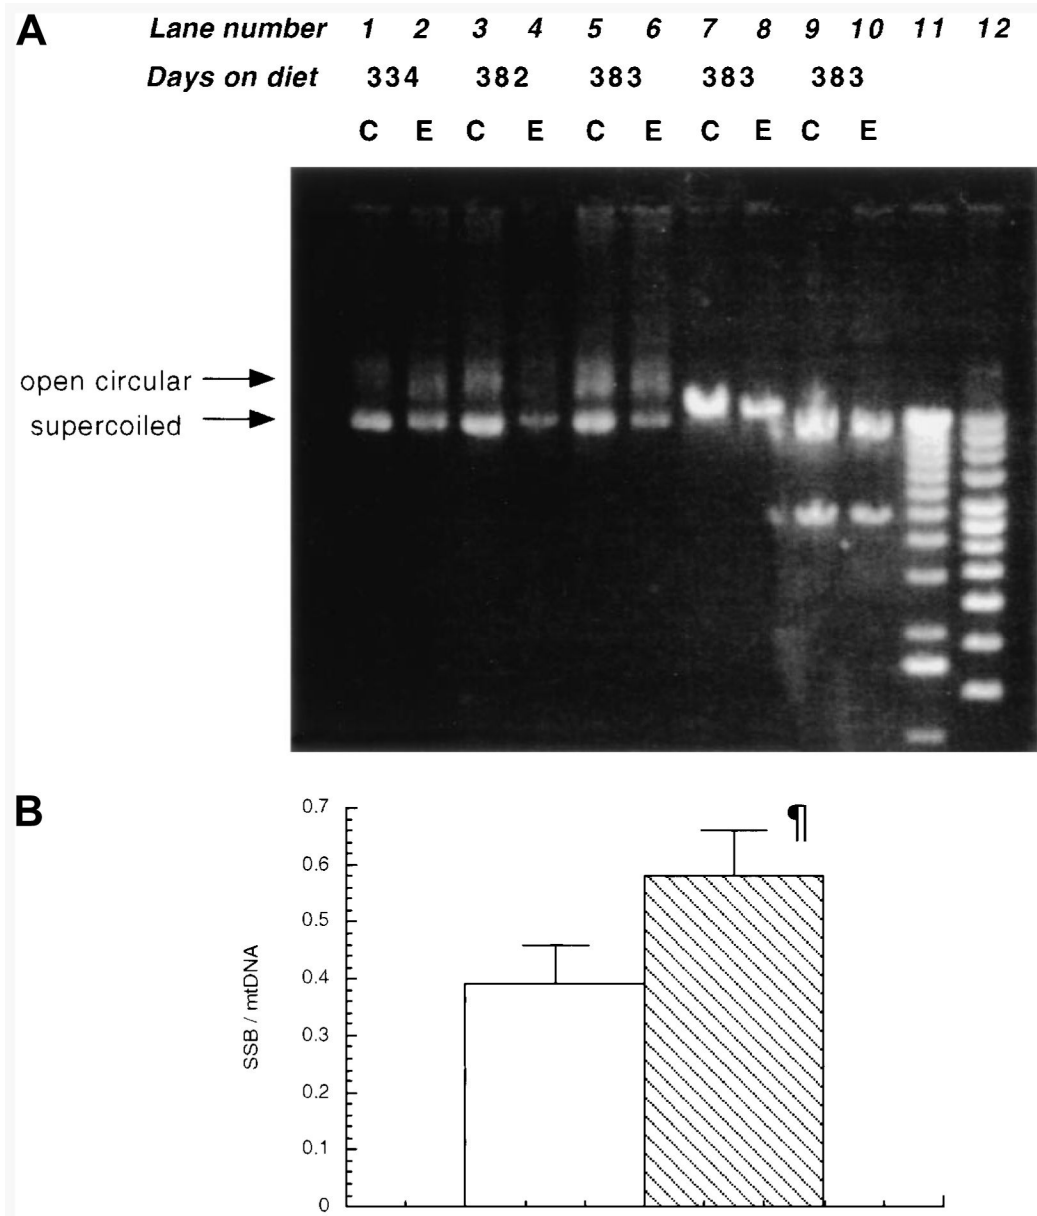 A
Lane number 1 2 3 4 5 6 7 8 9 10 11 12
Days on diet 334 382 383 383 383
C E C E C E C E C E
open circular
supercoiled
B
0.7
¶
0.6
0.5
0.4
0.3
0.2
0.1
0
SSB / mtDNA